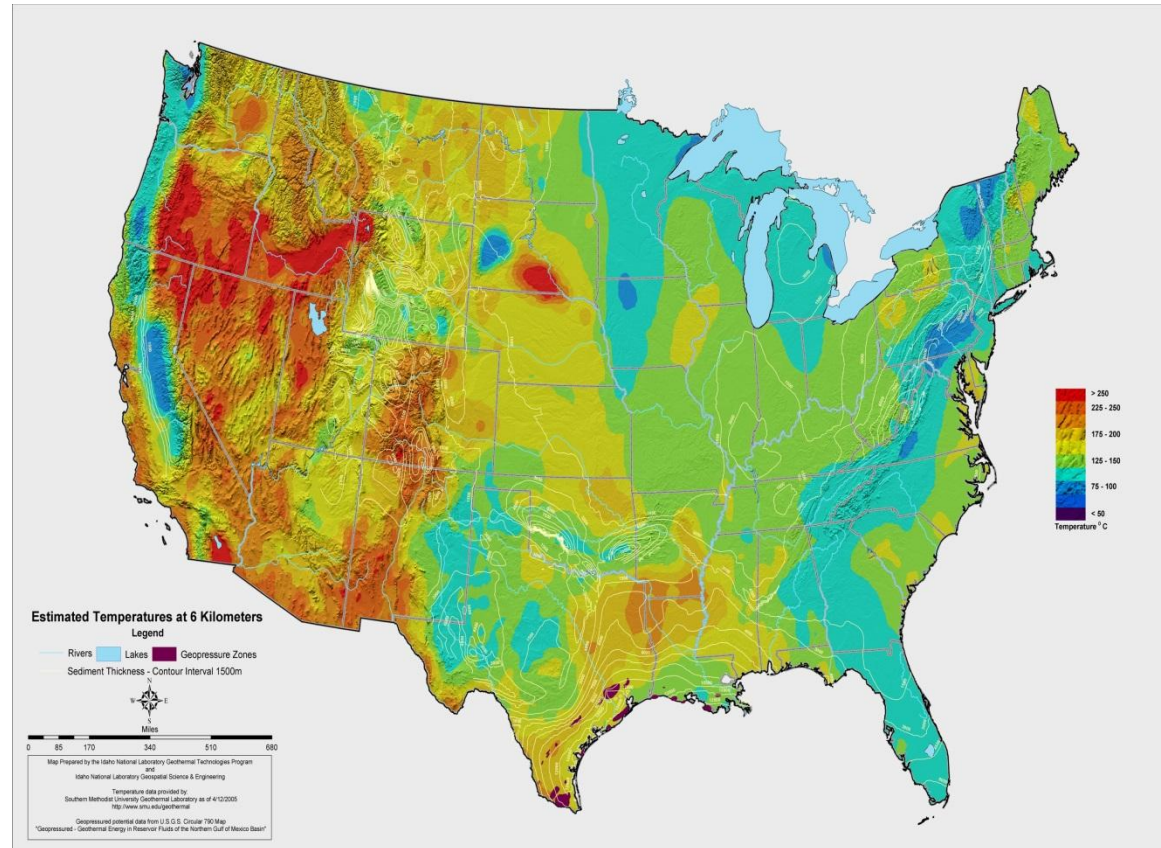 > 250
225 - 250
175 - 200
125 - 150
75 - 100
< 50
Temperature ° C
Estimated Temperatures at 6 Kilometers
Legend
Rivers Lakes Geopressure Zones
Sediment Thickness - Contour Interval 1500m
N
W E
S
Miles
0 85 170 340 510 680
Map Prepared by the Idaho National Laboratory Geothermal Technologies Program
and
Idaho National Laboratory Geospatial Science & Engineering
Temperature data provided by:
Southern Methodist University Geothermal Laboratory as of 4/12/2005
http://www.smu.edu/geothermal
Geopressured potential data from U.S.G.S. Circular 790 Map
"Geopressured - Geothermal Energy in Reservoir Fluids of the Northern Gulf of Mexico Basin"